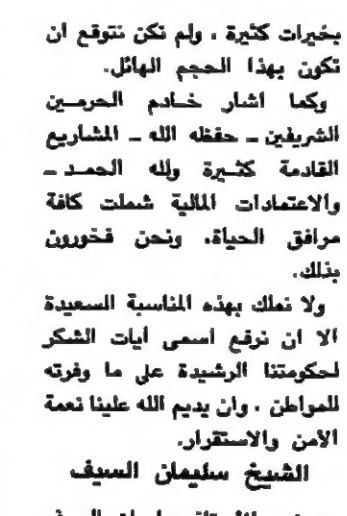 بخيرات كثيرة ، ولم نكن نتوقع ان
تكون بهذا الحجم الهائل.
وكما اشار خادم الحرمين
الشريفين ـ حفظه الله ـ المشاريع
القادمة كثيرة ولله الحمد ـ
والاعتمادات المالية شملت كافة
مرافق الحياة، ونحن فخورون
بذلك.
ولا نملك بهذه المناسبة السعيدة
الا ان نرفع اسمى أيات الشكر
لحكومتنا الرشيدة على ما وفرته
للمواطن ، وان يديم الله علينا نعمة
الأمن والاستقرار.
الشيخ سليمان السيف